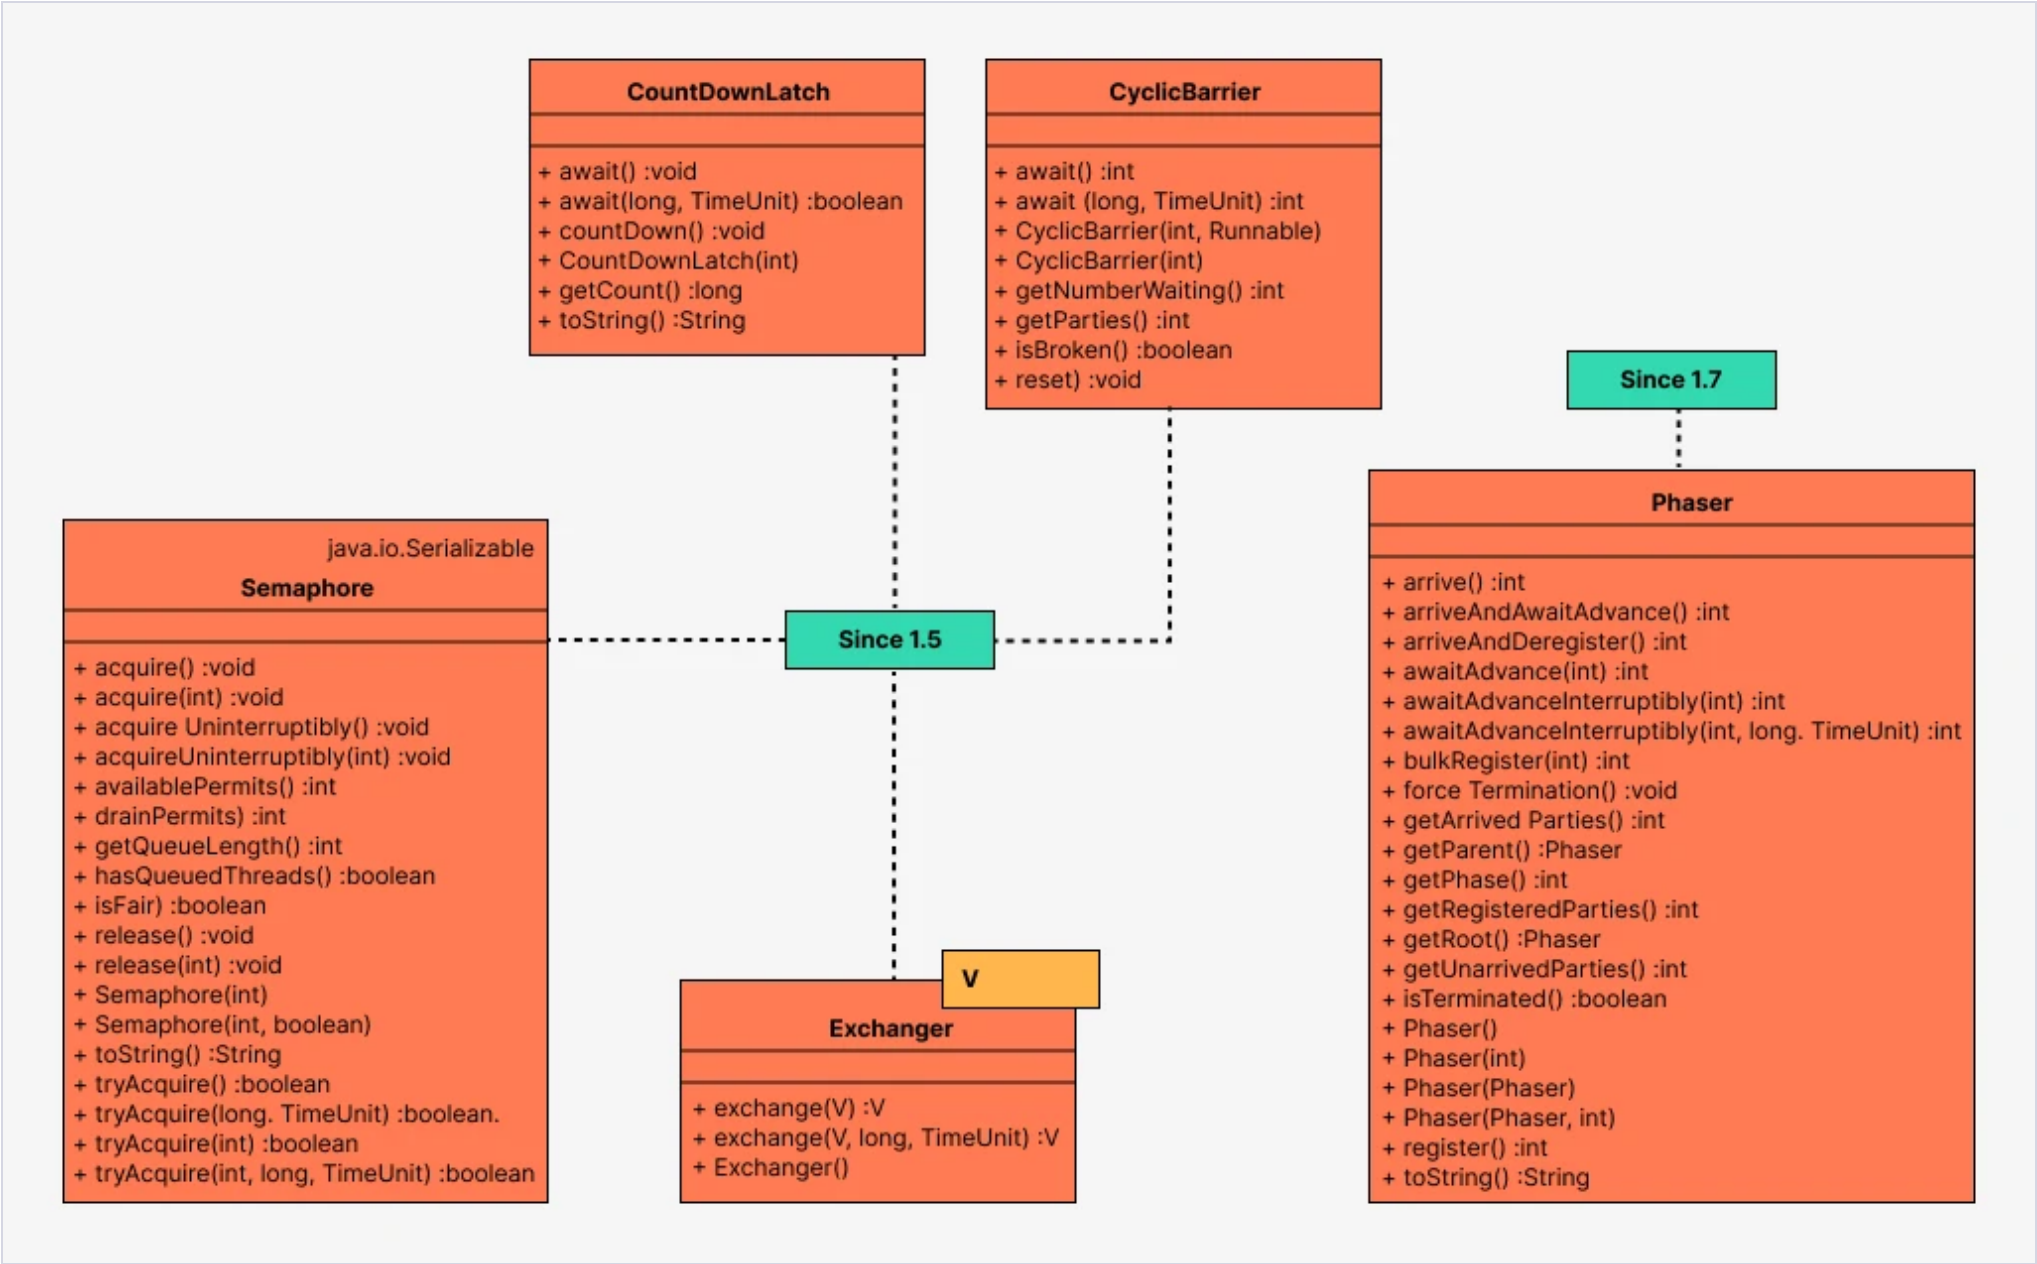 CountDownLatch
+ await() :void
+ await(long, TimeUnit) :boolean
+ countDown() :void
+ CountDownLatch(int)
+ getCount() :long
+ toString() :String
CyclicBarrier
+ await() :int
+ await (long, TimeUnit) :int
+ CyclicBarrier(int, Runnable)
+ CyclicBarrier(int)
+ getNumberWaiting() :int
+ getParties() :int
+ isBroken() :boolean
+ reset) :void
Since 1.7
Phaser
+ arrive() :int
+ arriveAndAwaitAdvance() :int
+ arriveAndDeregister() :int
+ awaitAdvance(int) :int
+ awaitAdvanceInterruptibly(int) :int
+ awaitAdvanceInterruptibly(int, long. TimeUnit) :int
+ bulkRegister(int) :int
+ force Termination() :void
+ getArrived Parties() :int
+ getParent() :Phaser
+ getPhase() :int
+ getRegisteredParties() :int
+ getRoot() :Phaser
+ getUnarrivedParties() :int
+ isTerminated() :boolean
+ Phaser()
+ Phaser(int)
+ Phaser(Phaser)
+ Phaser(Phaser, int)
+ register() :int
+ toString() :String
java.io.Serializable
Semaphore
+ acquire() :void
+ acquire(int) :void
+ acquire Uninterruptibly() :void
+ acquireUninterruptibly(int) :void
+ availablePermits() :int
+ drainPermits) :int
+ getQueueLength() :int
+ hasQueuedThreads() :boolean
+ isFair) :boolean
+ release() :void
+ release(int) :void
+ Semaphore(int)
+ Semaphore(int, boolean)
+ toString() :String
+ tryAcquire() :boolean
+ tryAcquire(long. TimeUnit) :boolean.
+ tryAcquire(int) :boolean
+ tryAcquire(int, long, TimeUnit) :boolean
Since 1.5
V
Exchanger
+ exchange(V) :V
+ exchange(V, long, TimeUnit) :V
+ Exchanger()